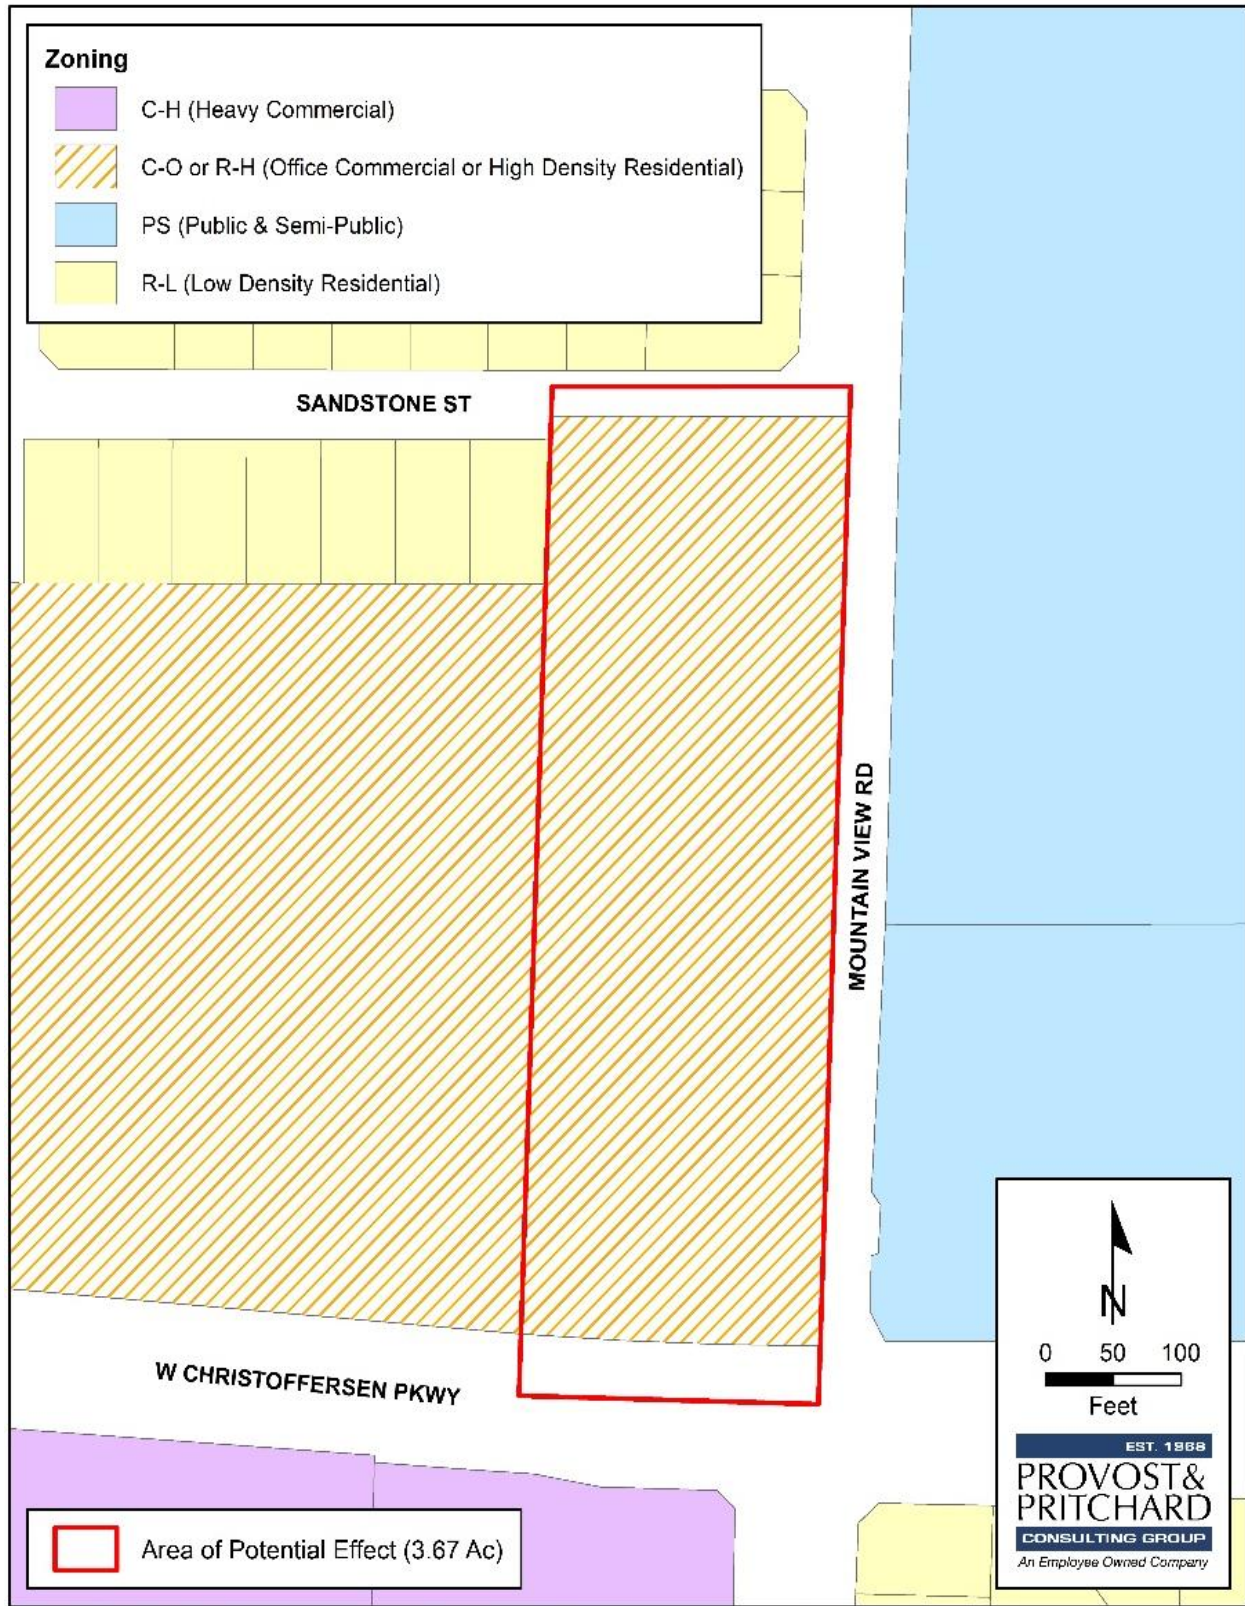 Zoning
C-H (Heavy Commercial)
C-O or R-H (Office Commercial or High Density Residential)
PS (Public & Semi-Public)
R-L (Low Density Residential)
SANDSTONE ST
MOUNTAIN VIEW RD
W CHRISTOFFERSEN PKWY
N
0 50 100
Feet
EST. 1968
PROVOST&
PRITCHARD
CONSULTING GROUP
An Employee Owned Company
Area of Potential Effect (3.67 Ac)